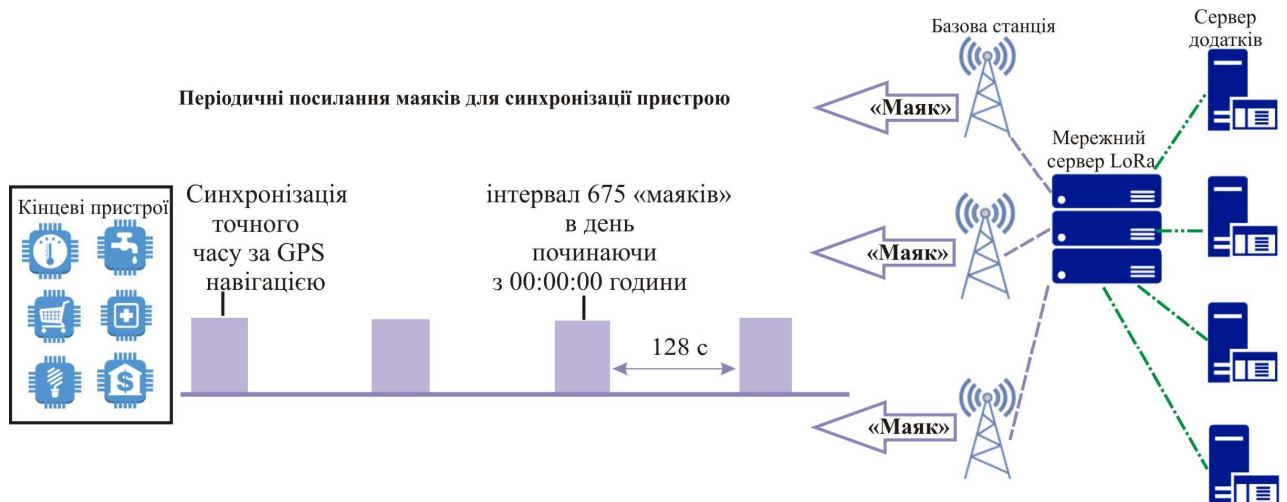 Сервер
додатків
Базова станція
Періодичні посилання маяків для синхронізації пристрою
«Маяк»
Мережний
сервер LoRa
Кінцеві пристрої
Синхронізація
точного
часу за GPS
навігацією
інтервал 675 «маяків»
в день
починаючи
з 00:00:00 години
«Маяк»
128 с
«Маяк»